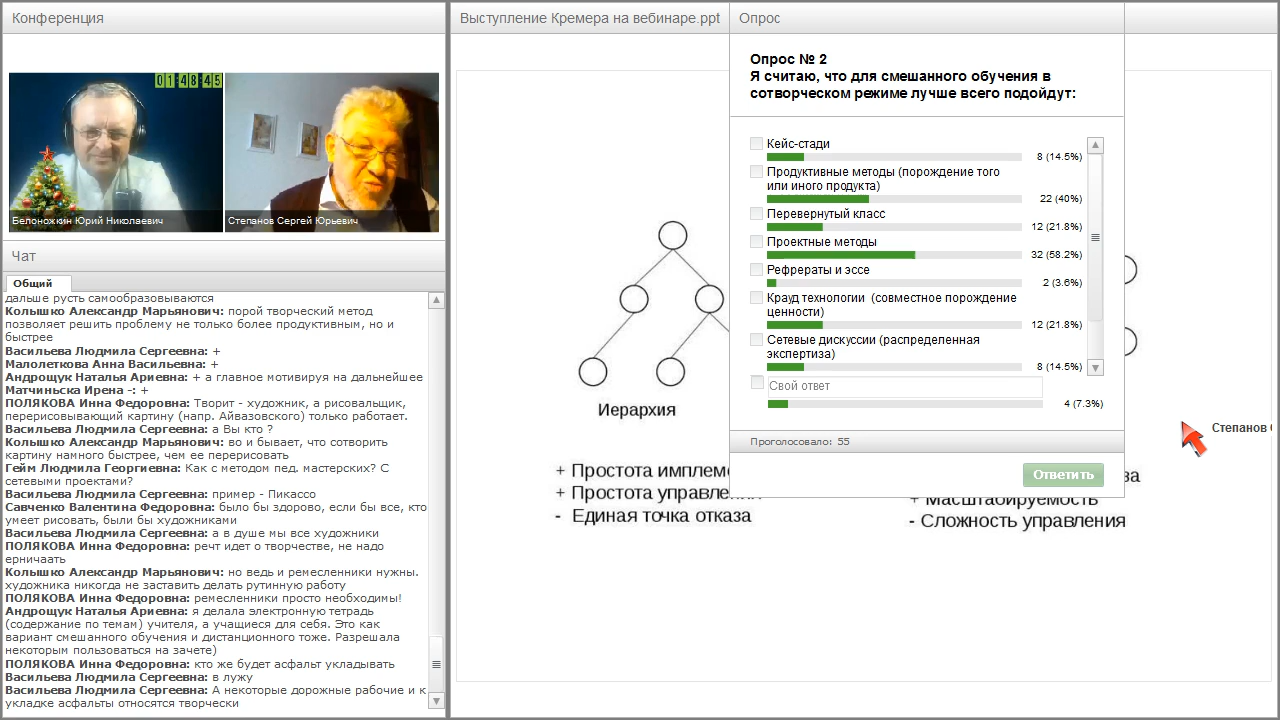 Конференция
01:48:45
Белоножкин Юрий Николаевич
Степанов Сергей Юрьевич
Чат
Общий
дальше русть самообразовываются
Колышко Александр Марьянович: порой творческий метод
позволяет решить проблему не только более продуктивным, но и
быстрее
Васильева Людмила Сергеевна: +
Малолеткова Анна Васильевна: +
Андрощук Наталья Ариевна: + а главное мотивируя на дальнейшее
Матчиньска Ирена -: +
ПОЛЯКОВА Инна Федоровна: Творит - художник, а рисовальщик,
перерисовывающий картину (напр. Айвазовского) только работает.
Васильева Людмила Сергеевна: а Вы кто ?
Колышко Александр Марьянович: во и бывает, что сотворить
картину намного быстрее, чем ее перерисовать
Гейм Людмила Георгиевна: Как с методом пед. мастерских? С
сетевыми проектами?
Васильева Людмила Сергеевна: пример - Пикассо
Савченко Валентина Федоровна: было бы здорово, если бы все, кто
умеет рисовать, были бы художниками
Васильева Людмила Сергеевна: а в душе мы все художники
ПОЛЯКОВА Инна Федоровна: речт идет о творчестве, не надо
ерничаать
Колышко Александр Марьянович: но ведь и ремесленники нужны.
художника никогда не заставить делать рутинную работу
ПОЛЯКОВА Инна Федоровна: ремесленники просто необходимы!
Андрощук Наталья Ариевна: я делала электронную тетрадь
(содержание по темам) учителя, а учащиеся для себя. Это как
вариант смешанного обучения и дистанционного тоже. Разрешала
некоторым пользоваться на зачете)
ПОЛЯКОВА Инна Федоровна: кто же будет асфальт укладывать
Васильева Людмила Сергеевна: в лужу
Васильева Людмила Сергеевна: А некоторые дорожные рабочие и к
укладке асфальты относятся творчески
Выступление Кремера на вебинаре.ppt
Иерархия
+ Простота имплем
+ Простота управлени
- Единая точка отказа
за
+ Масштабируемость
- Сложность управления
Степанов
Опрос
Опрос № 2
Я считаю, что для смешанного обучения в
сотворческом режиме лучше всего подойдут:
Кейс-стади
8 (14.5%)
Продуктивные методы (порождение того
или иного продукта)
22 (40%)
Перевернутый класс
12 (21.8%)
Проектные методы
32 (58.2%)
Рефрераты и эссе
2 (3.6%)
Крауд технологии (совместное порождение
ценности)
12 (21.8%)
Сетевые дискуссии (распределенная
экспертиза)
8 (14.5%)
Свой ответ
4 (7.3%)
Проголосовало: 55
Ответить